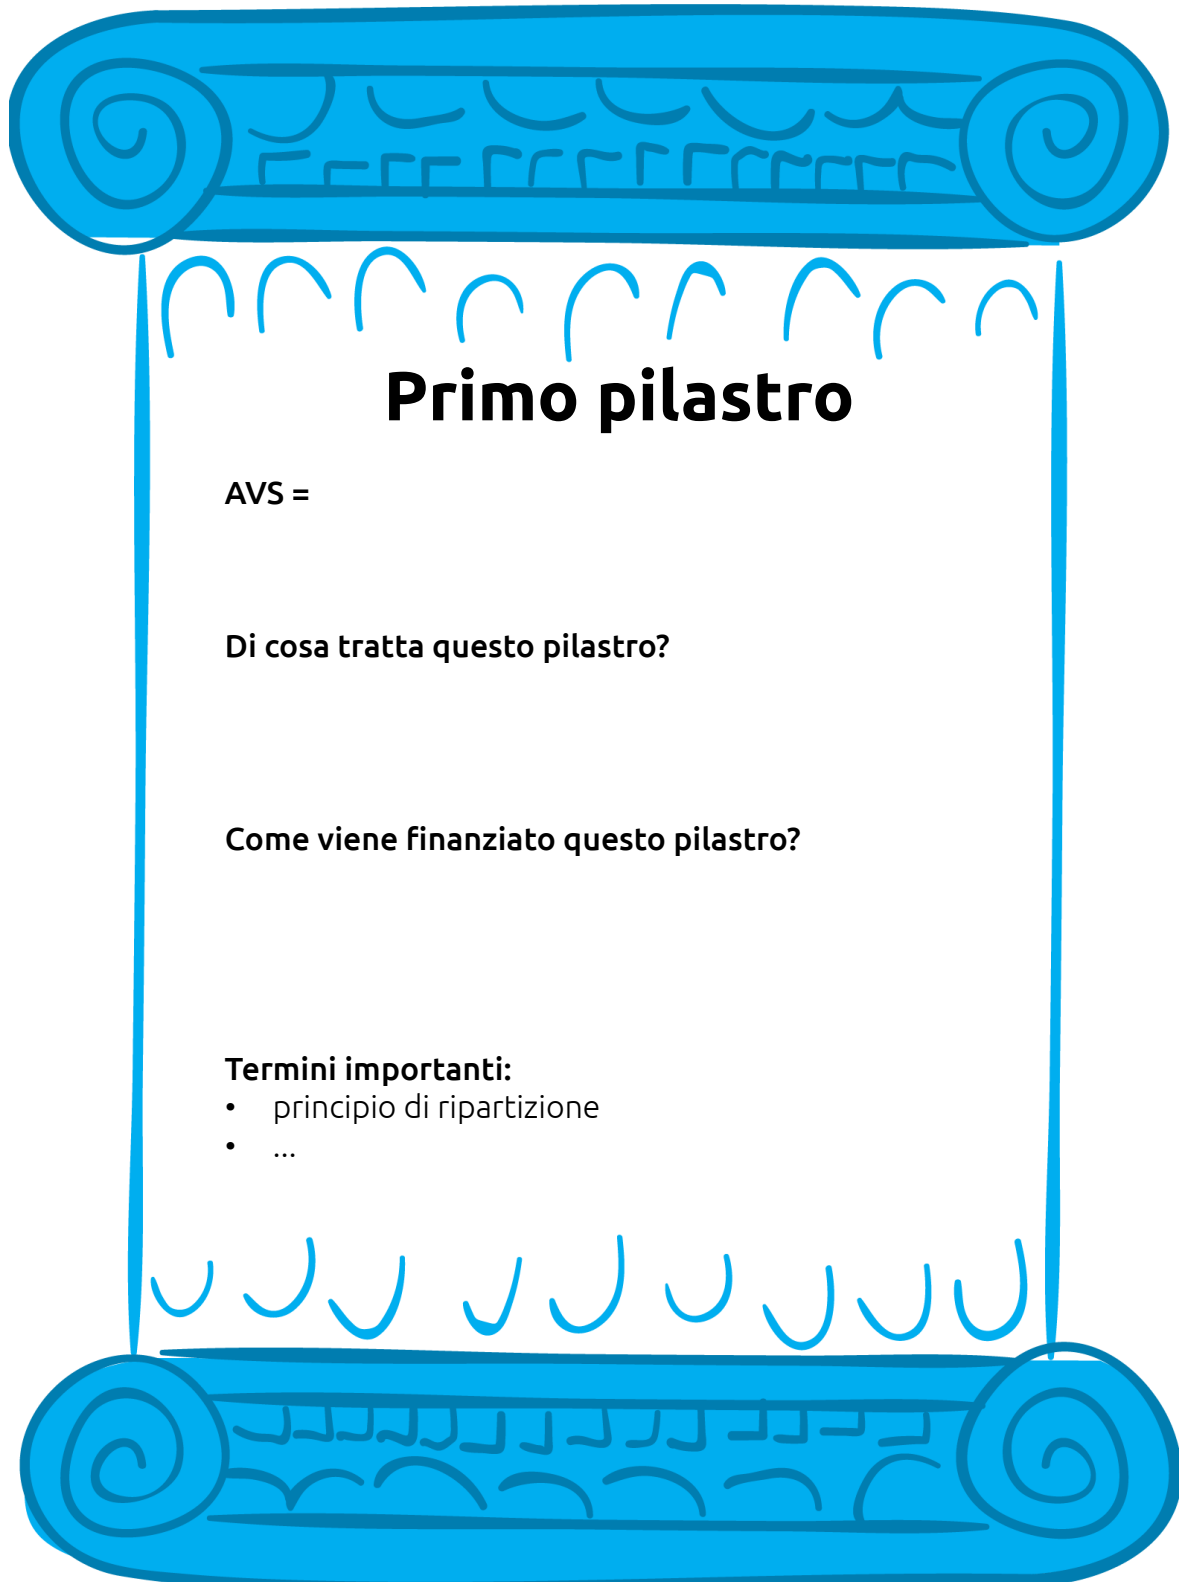 Primo pilastro
AVS =
Di cosa tratta questo pilastro?
Come viene finanziato questo pilastro?
Termini importanti:
• principio di ripartizione
• ...